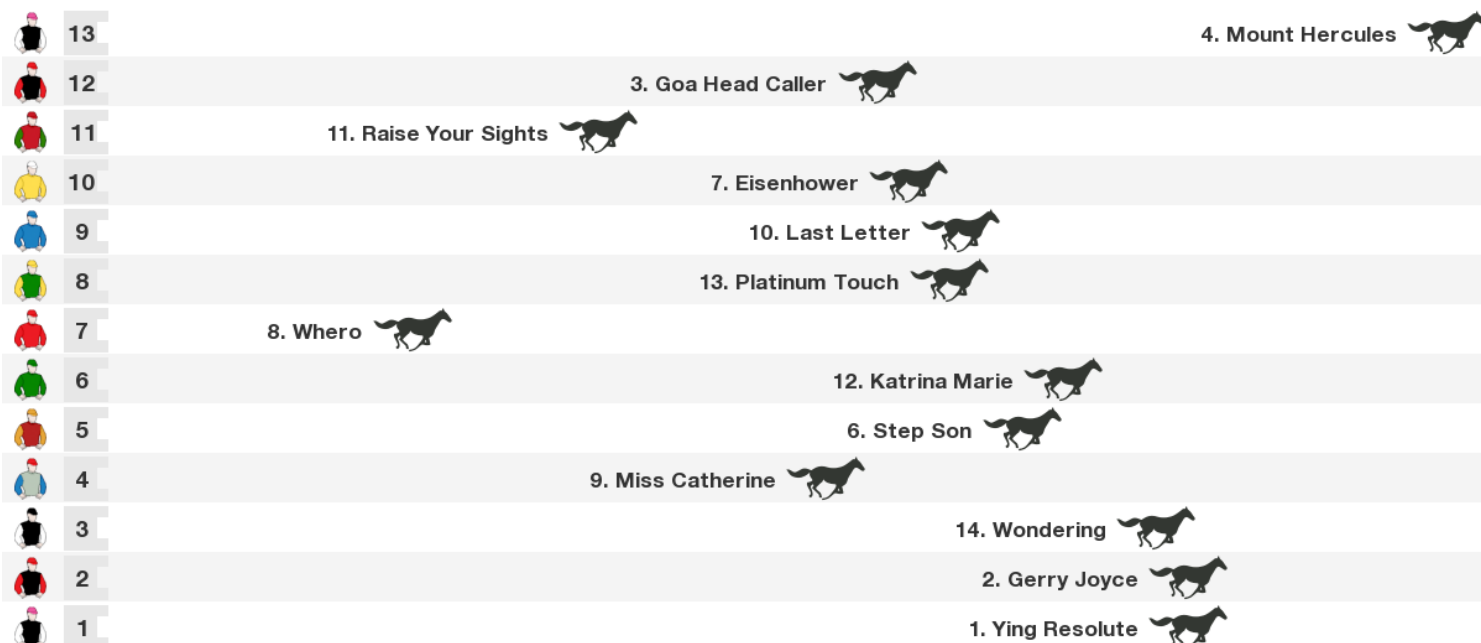 13 4. Mount Hercules
12 3. Goa Head Caller
11 11. Raise Your Sights
10 7. Eisenhower
9 10. Last Letter
8 13. Platinum Touch
7 8. Whero
6 12. Katrina Marie
5 6. Step Son
4 9. Miss Catherine
3 14. Wondering
2 2. Gerry Joyce
1 1. Ying Resolute